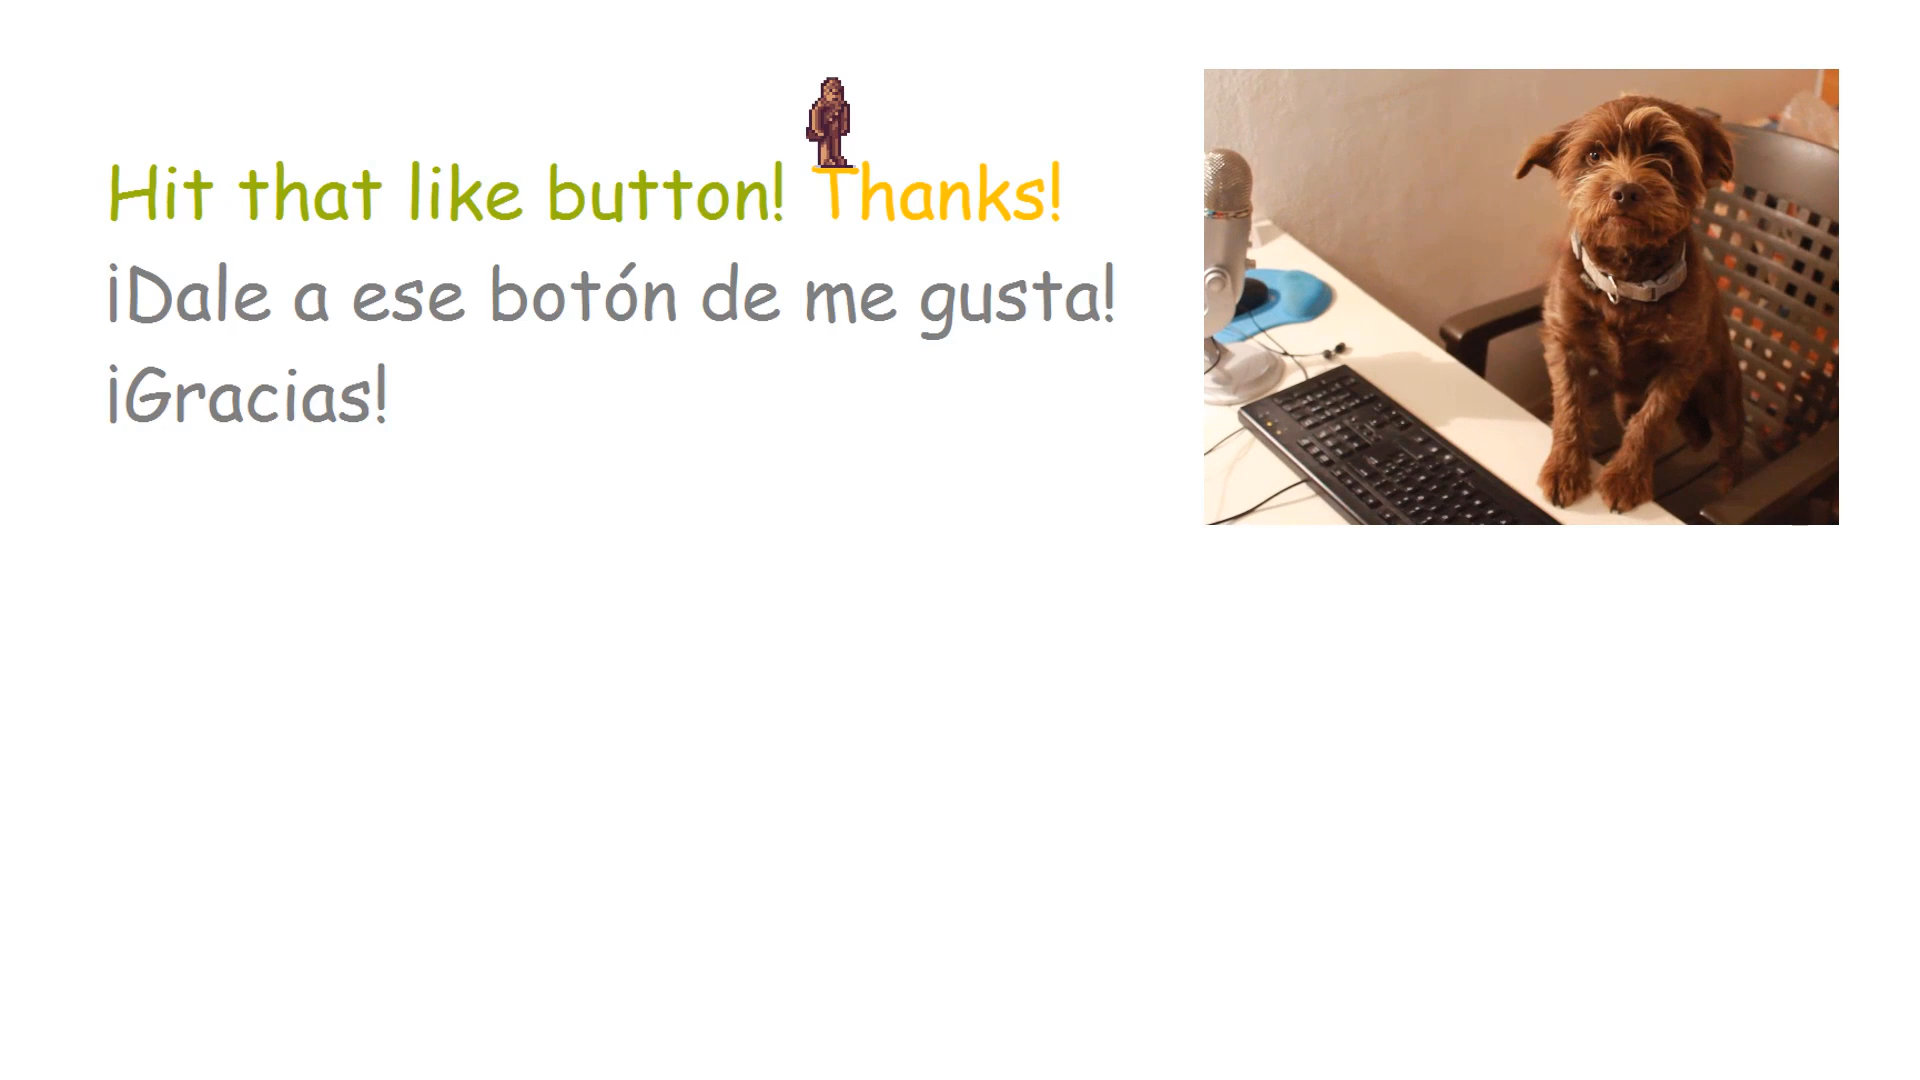 Hit that like button! Thanks!
¡Dale a ese botón de me gusta!
¡Gracias!